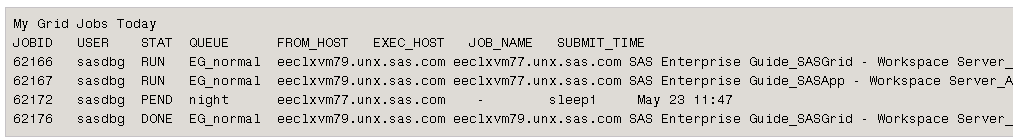 My Grid Jobs Today
JOBID USER STAT QUEUE FROM_HOST EXEC_HOST JOB_NAME SUBMIT_TIME
62166 sasdbg RUN EG_normal eeclxvm79.unx.sas.com eeclxvm77.unx.sas.com SAS Enterprise Guide_SASGrid - Workspace Server_
62167 sasdbg RUN EG_normal eeclxvm79.unx.sas.com eeclxvm77.unx.sas.com SAS Enterprise Guide_SASApp - Workspace Server_A
62172 sasdbg PEND night eeclxvm77.unx.sas.com - sleep1 May 23 11:47
62176 sasdbg DONE EG_normal eeclxvm79.unx.sas.com eeclxvm79.unx.sas.com SAS Enterprise Guide_SASGrid - Workspace Server_